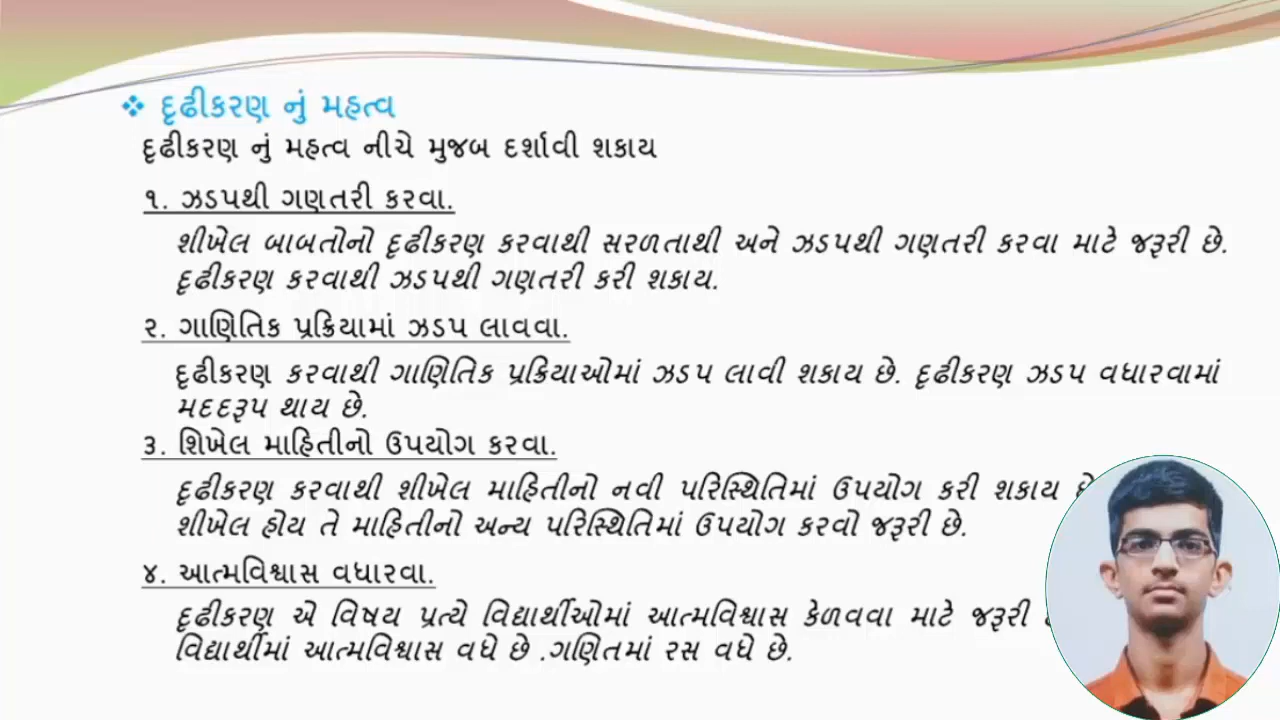 દૃઢીકરણ નું મહત્વ
દૃઢીકરણ નું મહત્વ નીચે મુજબ દર્શાવી શકાય
૧. ઝડપથી ગણતરી કરવા.
શીખેલ બાબતોનો દૃઢીકરણ કરવાથી સરળતાથી અને ઝડપથી ગણતરી કરવા માટે જરૂરી છે.
દૃઢીકરણ કરવાથી ઝડપથી ગણતરી કરી શકાય.
૨. ગાણિતિક પ્રક્રિયામાં ઝડપ લાવવા.
દૃઢીકરણ કરવાથી ગાણિતિક પ્રક્રિયાઓમાં ઝડપ લાવી શકાય છે. દૃઢીકરણ ઝડપ વધારવામાં
મદદરૂપ થાય છે.
૩. શિખેલ માહિતીનો ઉપયોગ કરવા.
દૃઢીકરણ કરવાથી શીખેલ માહિતીનો નવી પરિસ્થિતિમાં ઉપયોગ કરી શકાય
શીખેલ હોય તે માહિતીનો અન્ય પરિસ્થિતિમાં ઉપયોગ કરવો જરૂરી છે.
૪. આત્મવિશ્વાસ વધારવા.
દૃઢીકરણ એ વિષય પ્રત્યે વિદ્યાર્થીઓમાં આત્મવિશ્વાસ કેળવવા માટે જરૂરી
વિદ્યાર્થીમાં આત્મવિશ્વાસ વધે છે .ગણિતમાં રસ વધે છે.